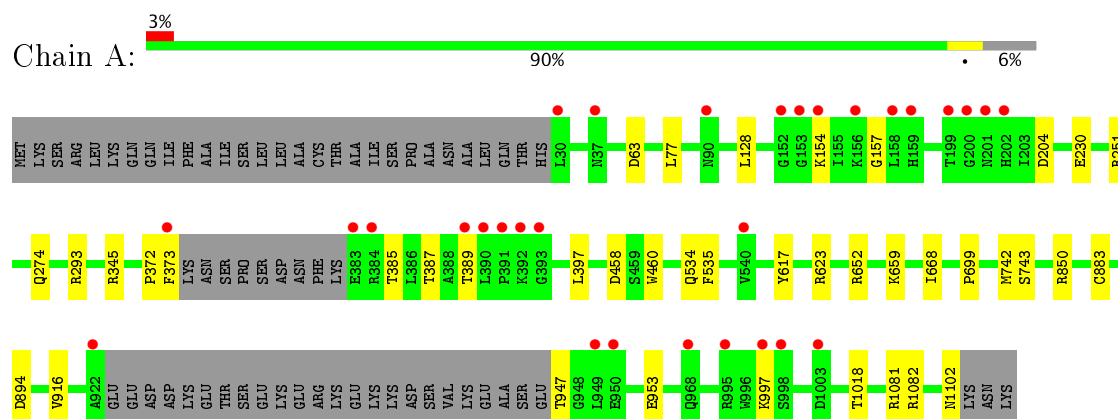 3%
Chain A:
90%
•
6%
MET LYS SER ARG LEU LYS GLN GLN ILE PHE ALA ILE SER LEU LEU ALA CYS THR ALA ILE SER PRO ALA ASN ALA LEU GLN THR HIS L30 N37 D63 L77 N90 L128 G152 G153 K154 I155 K156 G157 L158 H159 T199 G200 N201 H202 I203 D204 E230 R251
Q274 R293 R345 P372 F373 LYS ASN SER PRO SER ASP ASN PHE LYS E383 R384 T385 L386 T387 A388 T389 L390 P391 K392 G393 L397 D458 S459 W460 Q534 F535 V540 Y617 R623 R652 K659 I668 P699 M742 S743 R850 C883
D894 V916 A922 GLU GLU ASP ASP LYS GLU THR SER GLU LYS GLU ARG LYS GLU LYS LYS ASP SER VAL LYS GLU ALA SER GLU T947 G948 L949 E950 E953 Q968 R995 W996 K997 S998 D1003 T1018 R1081 R1082 N1102 LYS ASN LYS